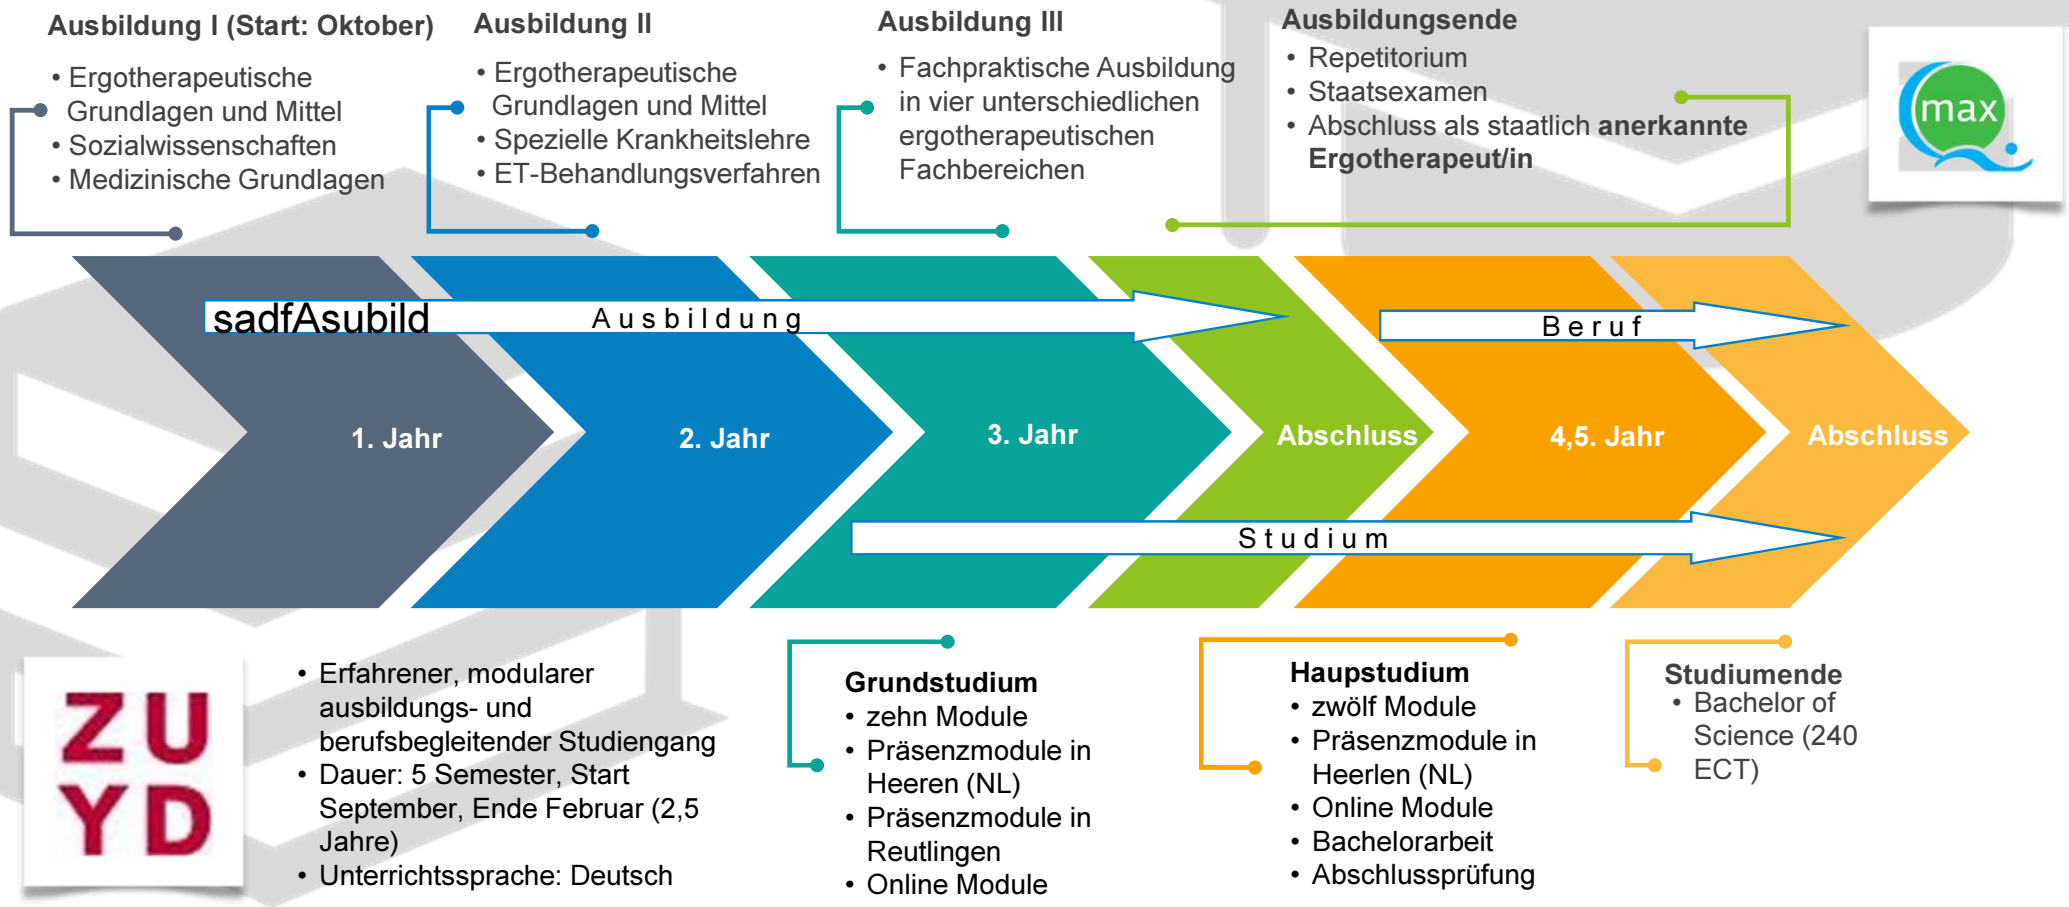 Ausbildung I (Start: Oktober)
• Ergotherapeutische
Grundlagen und Mittel
• Sozialwissenschaften
• Medizinische Grundlagen
Ausbildung II
• Ergotherapeutische
Grundlagen und Mittel
• Spezielle Krankheitslehre
• ET-Behandlungsverfahren
Ausbildung III
• Fachpraktische Ausbildung
in vier unterschiedlichen
ergotherapeutischen
Fachbereichen
Ausbildungsende
• Repetitorium
• Staatsexamen
• Abschluss als staatlich anerkannte
Ergotherapeut/in
max
sadfAsubild
Ausbildung
Beruf
1. Jahr
2. Jahr
3. Jahr
Abschluss
4,5. Jahr
Abschluss
Studium
ZU
YD
• Erfahrener, modularer
ausbildungs- und
berufsbegleitender Studiengang
• Dauer: 5 Semester, Start
September, Ende Februar (2,5
Jahre)
• Unterrichtssprache: Deutsch
Grundstudium
• zehn Module
• Präsenzmodule in
Heeren (NL)
• Präsenzmodule in
Reutlingen
• Online Module
Haupstudium
• zwölf Module
• Präsenzmodule in
Heerlen (NL)
• Online Module
• Bachelorarbeit
• Abschlussprüfung
Studiumende
• Bachelor of
Science (240
ECT)